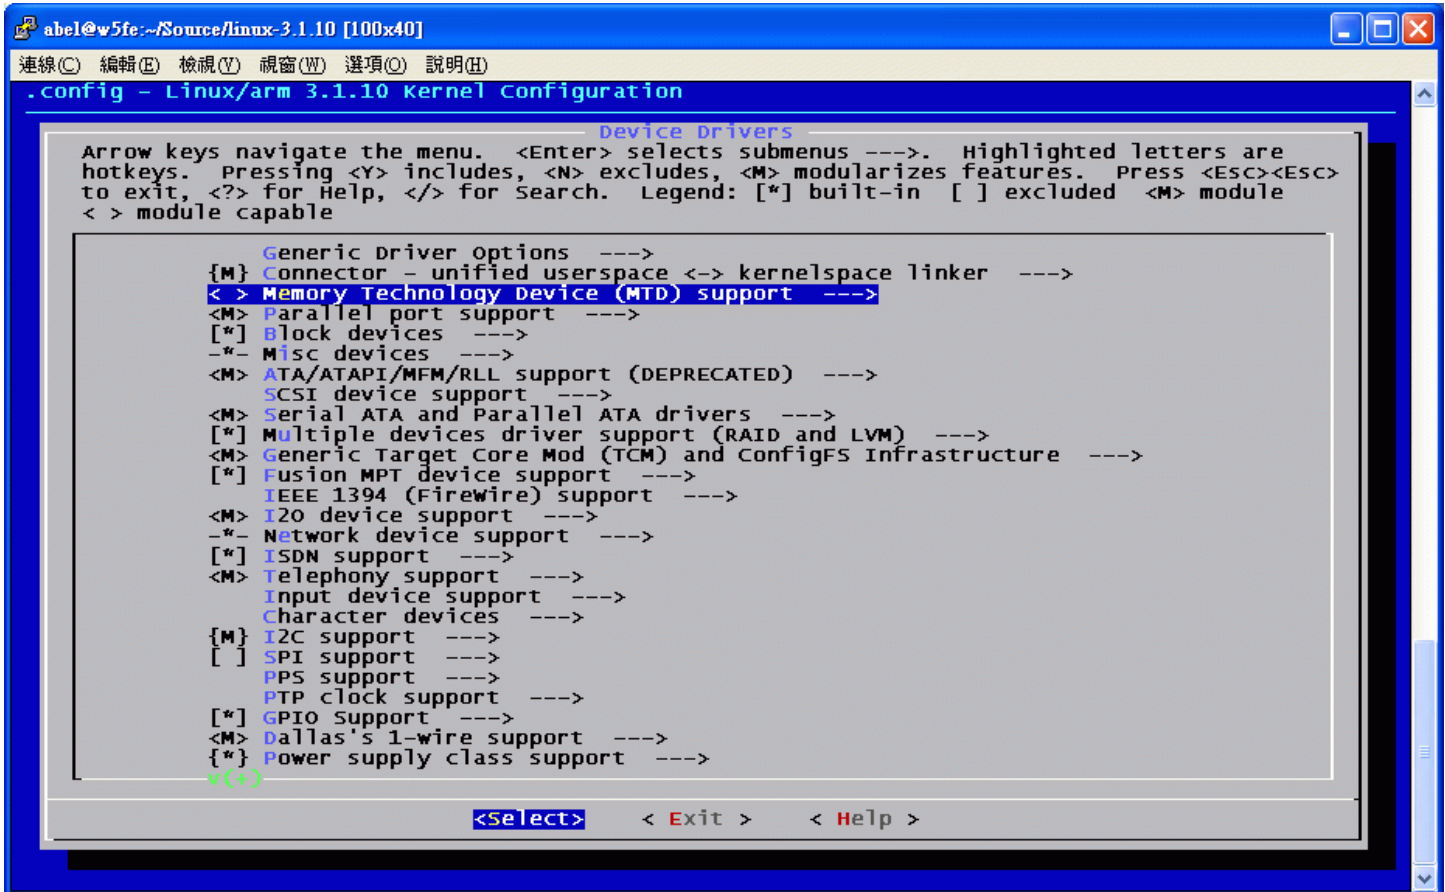 abel@w5fe:~/Source/linux-3.1.10 [100x40]
連線(C) 編輯(E) 檢視(V) 視窗(W) 選項(O) 說明(H)
.config - Linux/arm 3.1.10 Kernel Configuration
Device Drivers
Arrow keys navigate the menu.  <Enter> selects submenus --->.  Highlighted letters are
hotkeys.  Pressing <Y> includes, <N> excludes, <M> modularizes features.  Press <Esc><Esc>
to exit, <?> for Help, </> for Search.  Legend: [*] built-in  [ ] excluded  <M> module
< > module capable
Generic Driver Options  --->
{M} Connector - unified userspace <-> kernelspace linker  --->
< > Memory Technology Device (MTD) support  --->
<M> Parallel port support  --->
[*] Block devices  --->
-*- Misc devices  --->
<M> ATA/ATAPI/MFM/RLL support (DEPRECATED)  --->
SCSI device support  --->
<M> Serial ATA and Parallel ATA drivers  --->
[*] Multiple devices driver support (RAID and LVM)  --->
<M> Generic Target Core Mod (TCM) and ConfigFS Infrastructure  --->
[*] Fusion MPT device support  --->
IEEE 1394 (FireWire) support  --->
<M> I2O device support  --->
-*- Network device support  --->
[*] ISDN support  --->
<M> Telephony support  --->
Input device support  --->
Character devices  --->
{M} I2C support  --->
[ ] SPI support  --->
PPS support  --->
PTP clock support  --->
[*] GPIO Support  --->
<M> Dallas's 1-wire support  --->
{*} Power supply class support  --->
v(+)
<Select>    < Exit >    < Help >